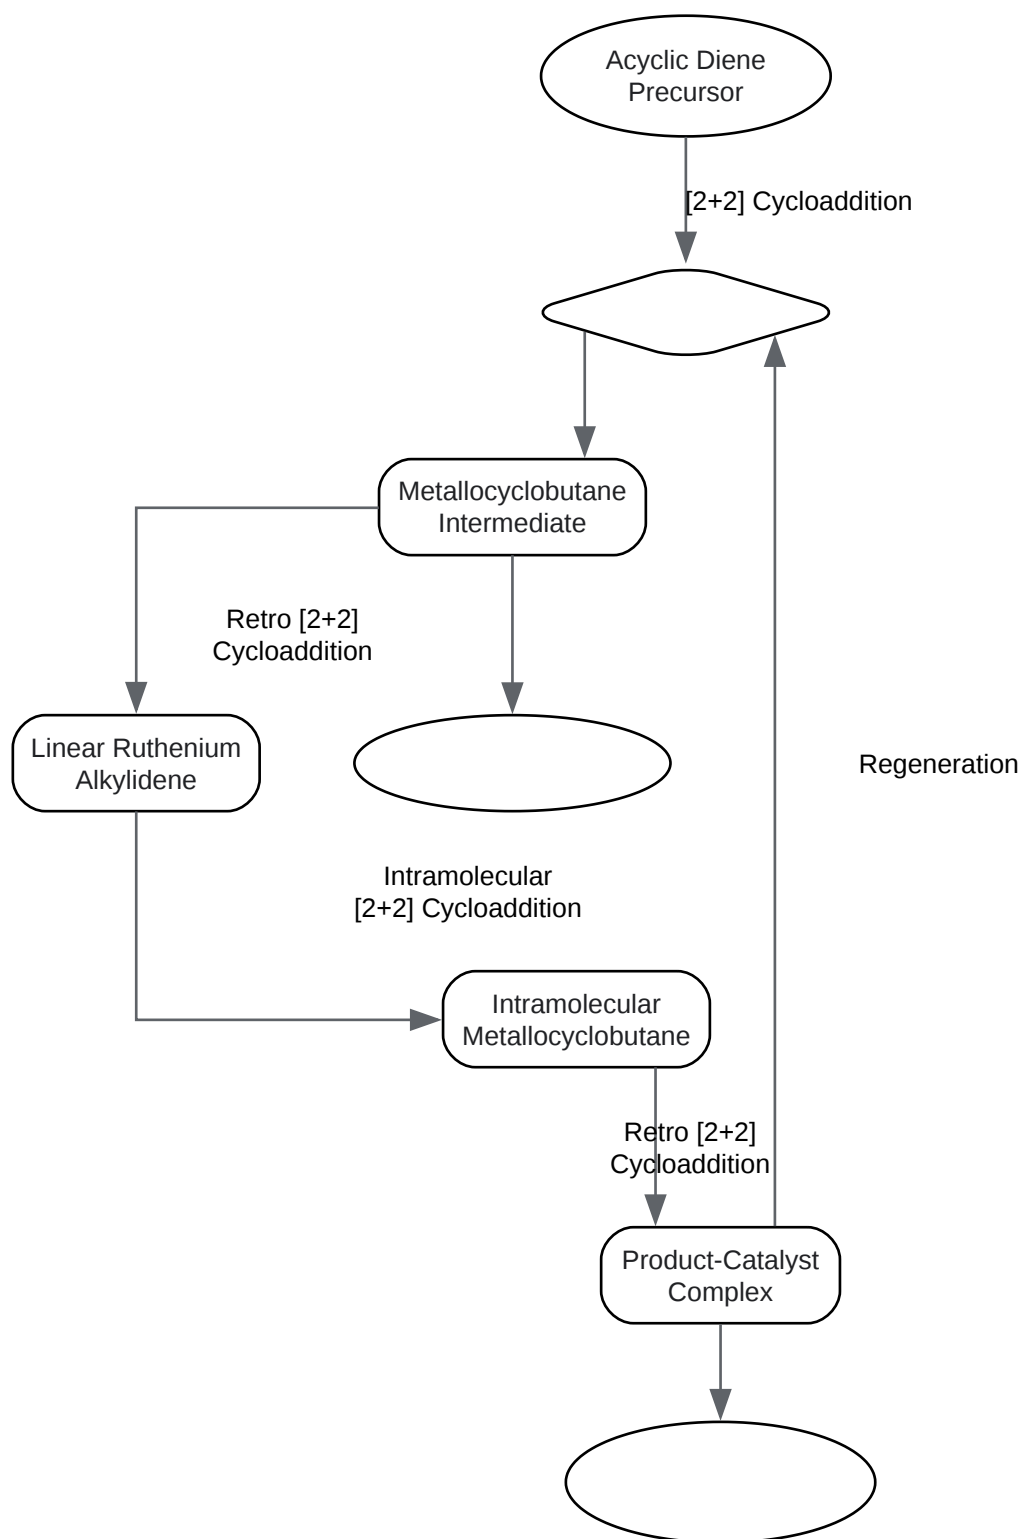 Acyclic Diene
Precursor
[2+2] Cycloaddition
Metallocyclobutane
Intermediate
Retro [2+2]
Cycloaddition
Linear Ruthenium
Alkylidene
Regeneration
Intramolecular
[2+2] Cycloaddition
Intramolecular
Metallocyclobutane
Retro [2+2]
Cycloaddition
Product-Catalyst
Complex